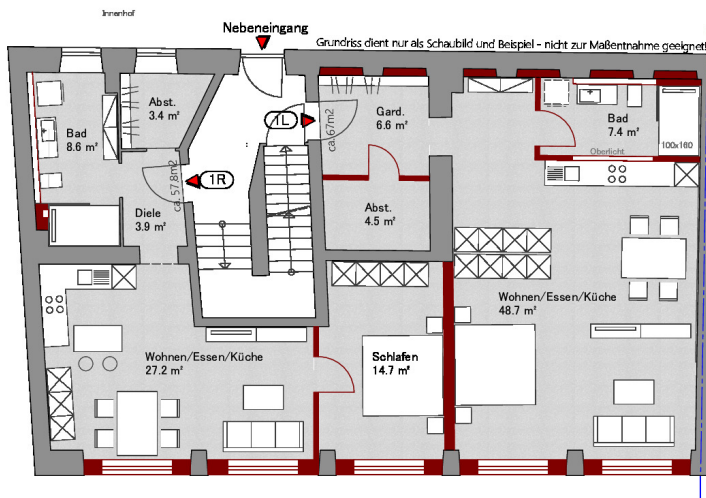 Innenhof
Nebeneingang
Grundriss dient nur als Schaubild und Beispiel - nicht zur Maßentnahme geeignet!
Abst.
3.4 m²
Bad
8.6 m²
1L
ca. 67m2
Gard.
6.6 m²
Bad
7.4 m²
100x160
Oberlicht
1R
ca. 57.8m2
Diele
3.9 m²
Abst.
4.5 m²
Wohnen/Essen/Küche
48.7 m²
Wohnen/Essen/Küche
27.2 m²
Schlafen
14.7 m²